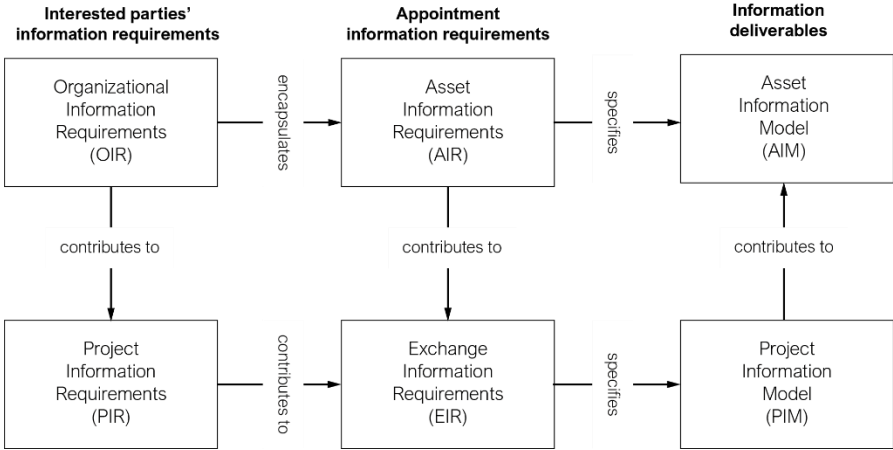 Interested parties’
information requirements
Appointment
information requirements
Information
deliverables
Organizational
Information
Requirements
(OIR)
encapsulates
Asset
Information
Requirements
(AIR)
specifies
Asset
Information
Model
(AIM)
contributes to
contributes to
contributes to
Project
Information
Requirements
(PIR)
contributes to
Exchange
Information
Requirements
(EIR)
specifies
Project
Information
Model
(PIM)